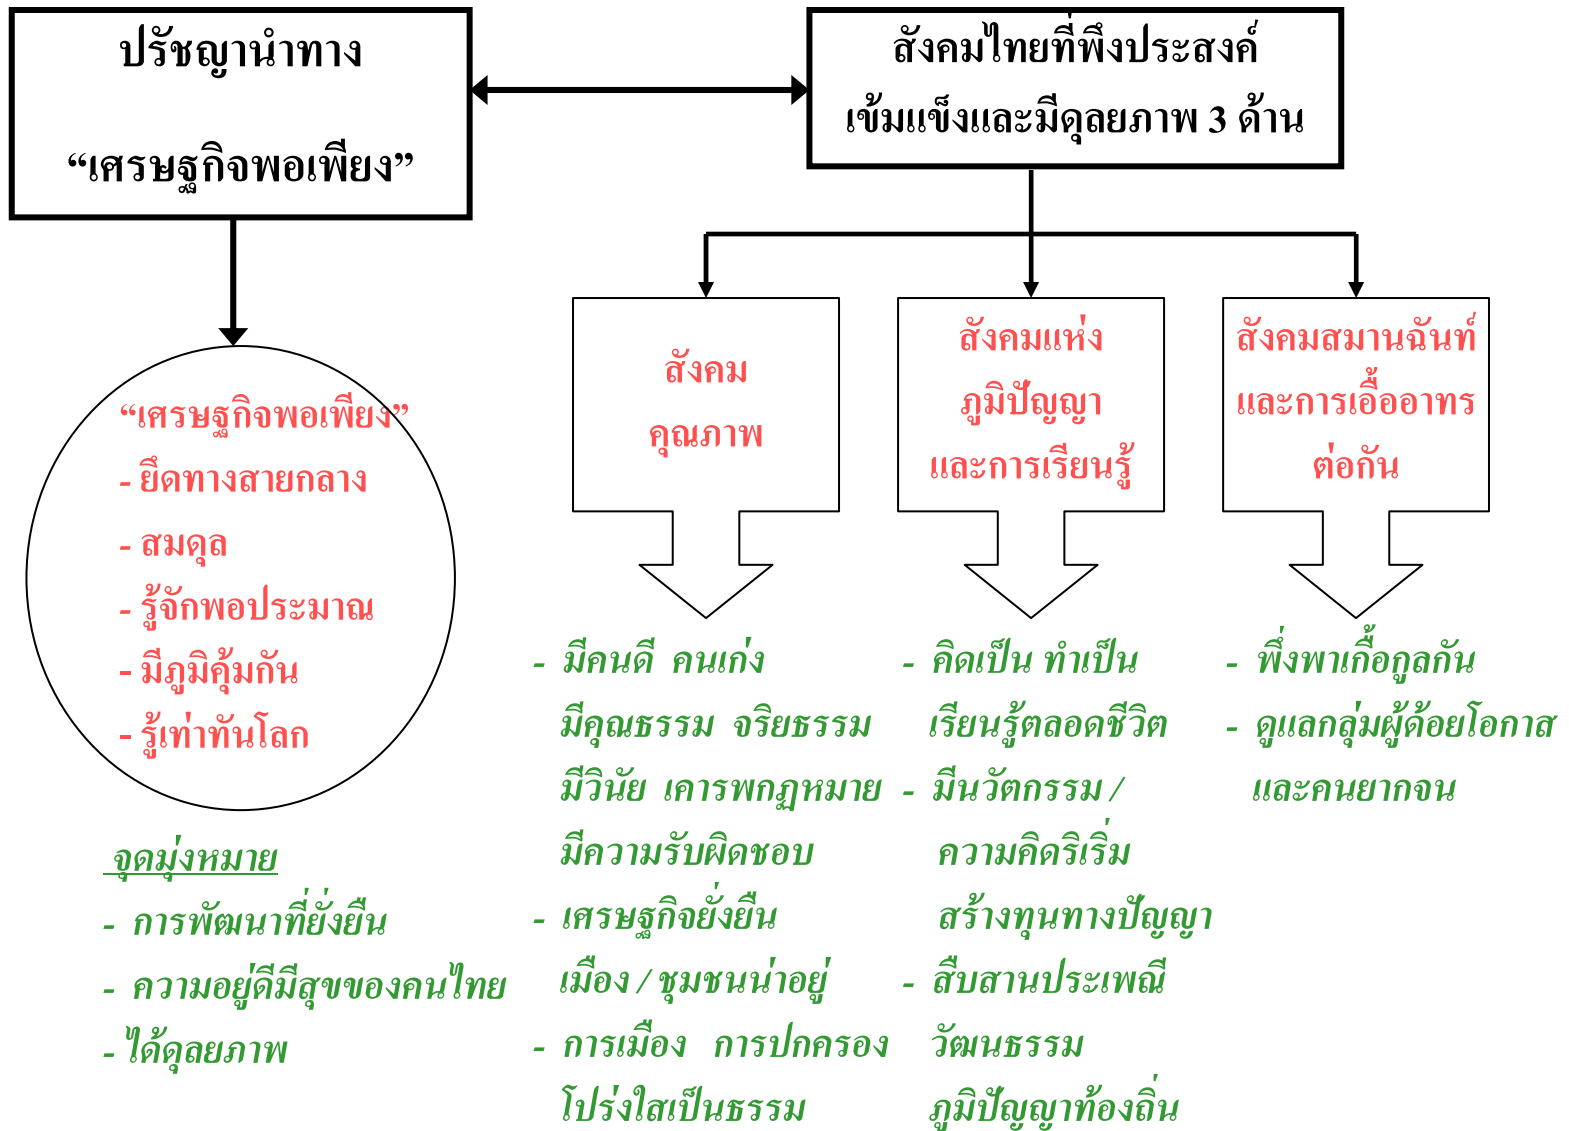 ปรัชญานำทาง
“เศรษฐกิจพอเพียง”
สังคมไทยที่พึงประสงค์
เข้มแข็งและมีดุลยภาพ 3 ด้าน
“เศรษฐกิจพอเพียง”
- ยึดทางสายกลาง
- สมดุล
- รู้จักพอประมาณ
- มีภูมิคุ้มกัน
- รู้เท่าทันโลก
จุดมุ่งหมาย
- การพัฒนาที่ยั่งยืน
- ความอยู่ดีมีสุขของคนไทย
- ได้ดุลยภาพ
สังคม
คุณภาพ
- มีคนดี คนเก่ง
มีคุณธรรม จริยธรรม
มีวินัย เคารพกฎหมาย
มีความรับผิดชอบ
- เศรษฐกิจยั่งยืน
เมือง / ชุมชนน่าอยู่
- การเมือง การปกครอง
โปร่งใสเป็นธรรม
สังคมแห่ง
ภูมิปัญญา
และการเรียนรู้
- คิดเป็น ทำเป็น
เรียนรู้ตลอดชีวิต
- มีนวัตกรรม /
ความคิดริเริ่ม
สร้างทุนทางปัญญา
- สืบสานประเพณี
วัฒนธรรม
ภูมิปัญญาท้องถิ่น
สังคมสมานฉันท์
และการเอื้ออาทร
ต่อกัน
- พึ่งพาเกื้อกูลกัน
- ดูแลกลุ่มผู้ด้อยโอกาส
และคนยากจน